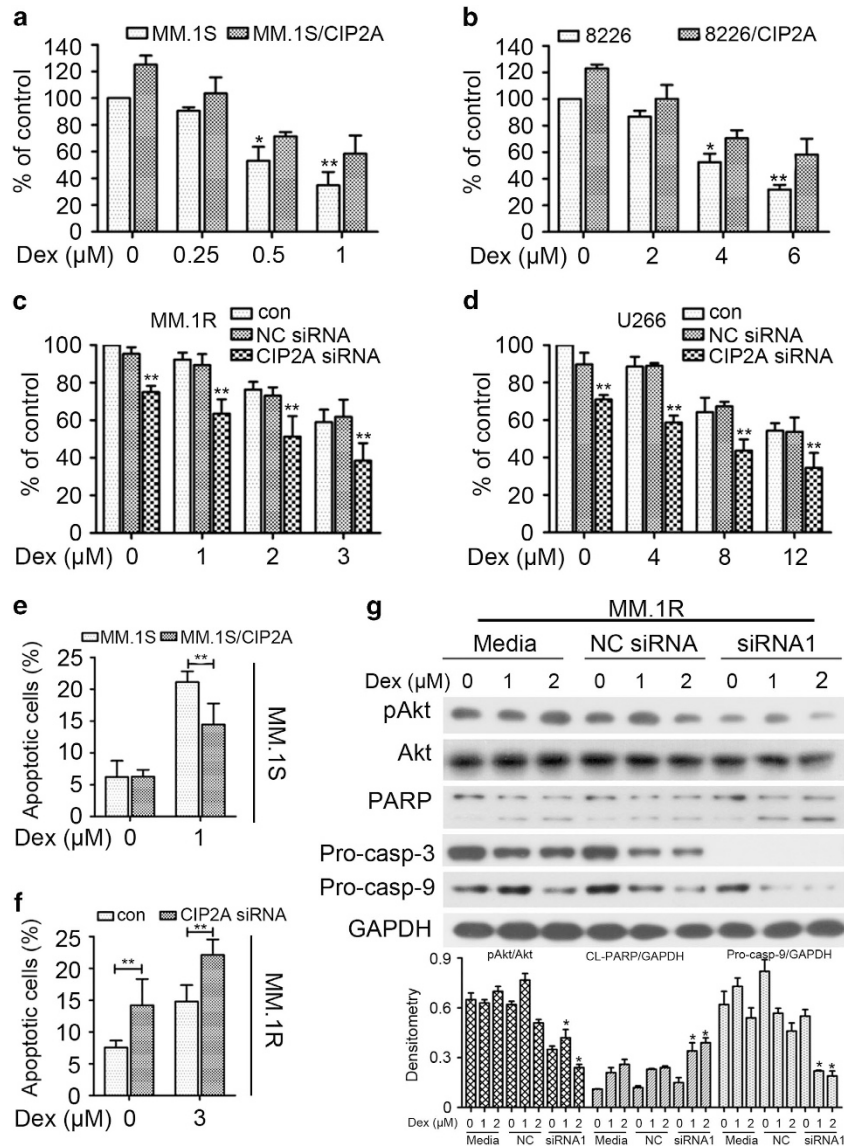 a
MM.1S MM.1S/CIP2A
% of control
140
120
100
80
60
40
20
0
* **
Dex (µM) 0 0.25 0.5 1
b
8226 8226/CIP2A
% of control
140
120
100
80
60
40
20
0
* **
Dex (µM) 0 2 4 6
c
MM.1R
con
NC siRNA
CIP2A siRNA
% of control
100
80
60
40
20
0
** ** ** **
Dex (µM) 0 1 2 3
d
U266
con
NC siRNA
CIP2A siRNA
% of control
100
80
60
40
20
0
** ** ** **
Dex (µM) 0 4 8 12
e
MM.1S MM.1S/CIP2A
Apoptotic cells (%)
25
20
15
10
5
0
**
Dex (µM) 0 1
MM.1S
f
con CIP2A siRNA
Apoptotic cells (%)
25
20
15
10
5
0
** **
Dex (µM) 0 3
MM.1R
g
MM.1R
Media NC siRNA siRNA1
Dex (µM) 0 1 2 0 1 2 0 1 2
pAkt
Akt
PARP
Pro-casp-3
Pro-casp-9
GAPDH
pAkt/Akt CL-PARP/GAPDH Pro-casp-9/GAPDH
Densitometry
0.9
0.6
0.3
0
* * * * * *
Dex (µM) 0 1 2 0 1 2 0 1 2 0 1 2 0 1 2 0 1 2 0 1 2 0 1 2 0 1 2
Media NC siRNA1 Media NC siRNA1 Media NC siRNA1